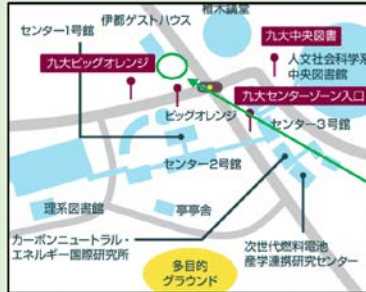 伊都ゲストハウス
椎木講堂
センター1号館
九大中央図書
人文社会科学系
中央図書館
九大ビッグオレンジ
九大センターゾーン入口
ビッグオレンジ
センター3号館
センター2号館
理系図書館
亭亭舎
カーボンニュートラル・
エネルギー国際研究所
次世代燃料電池
産学連携研究センター
多目的
グラウンド